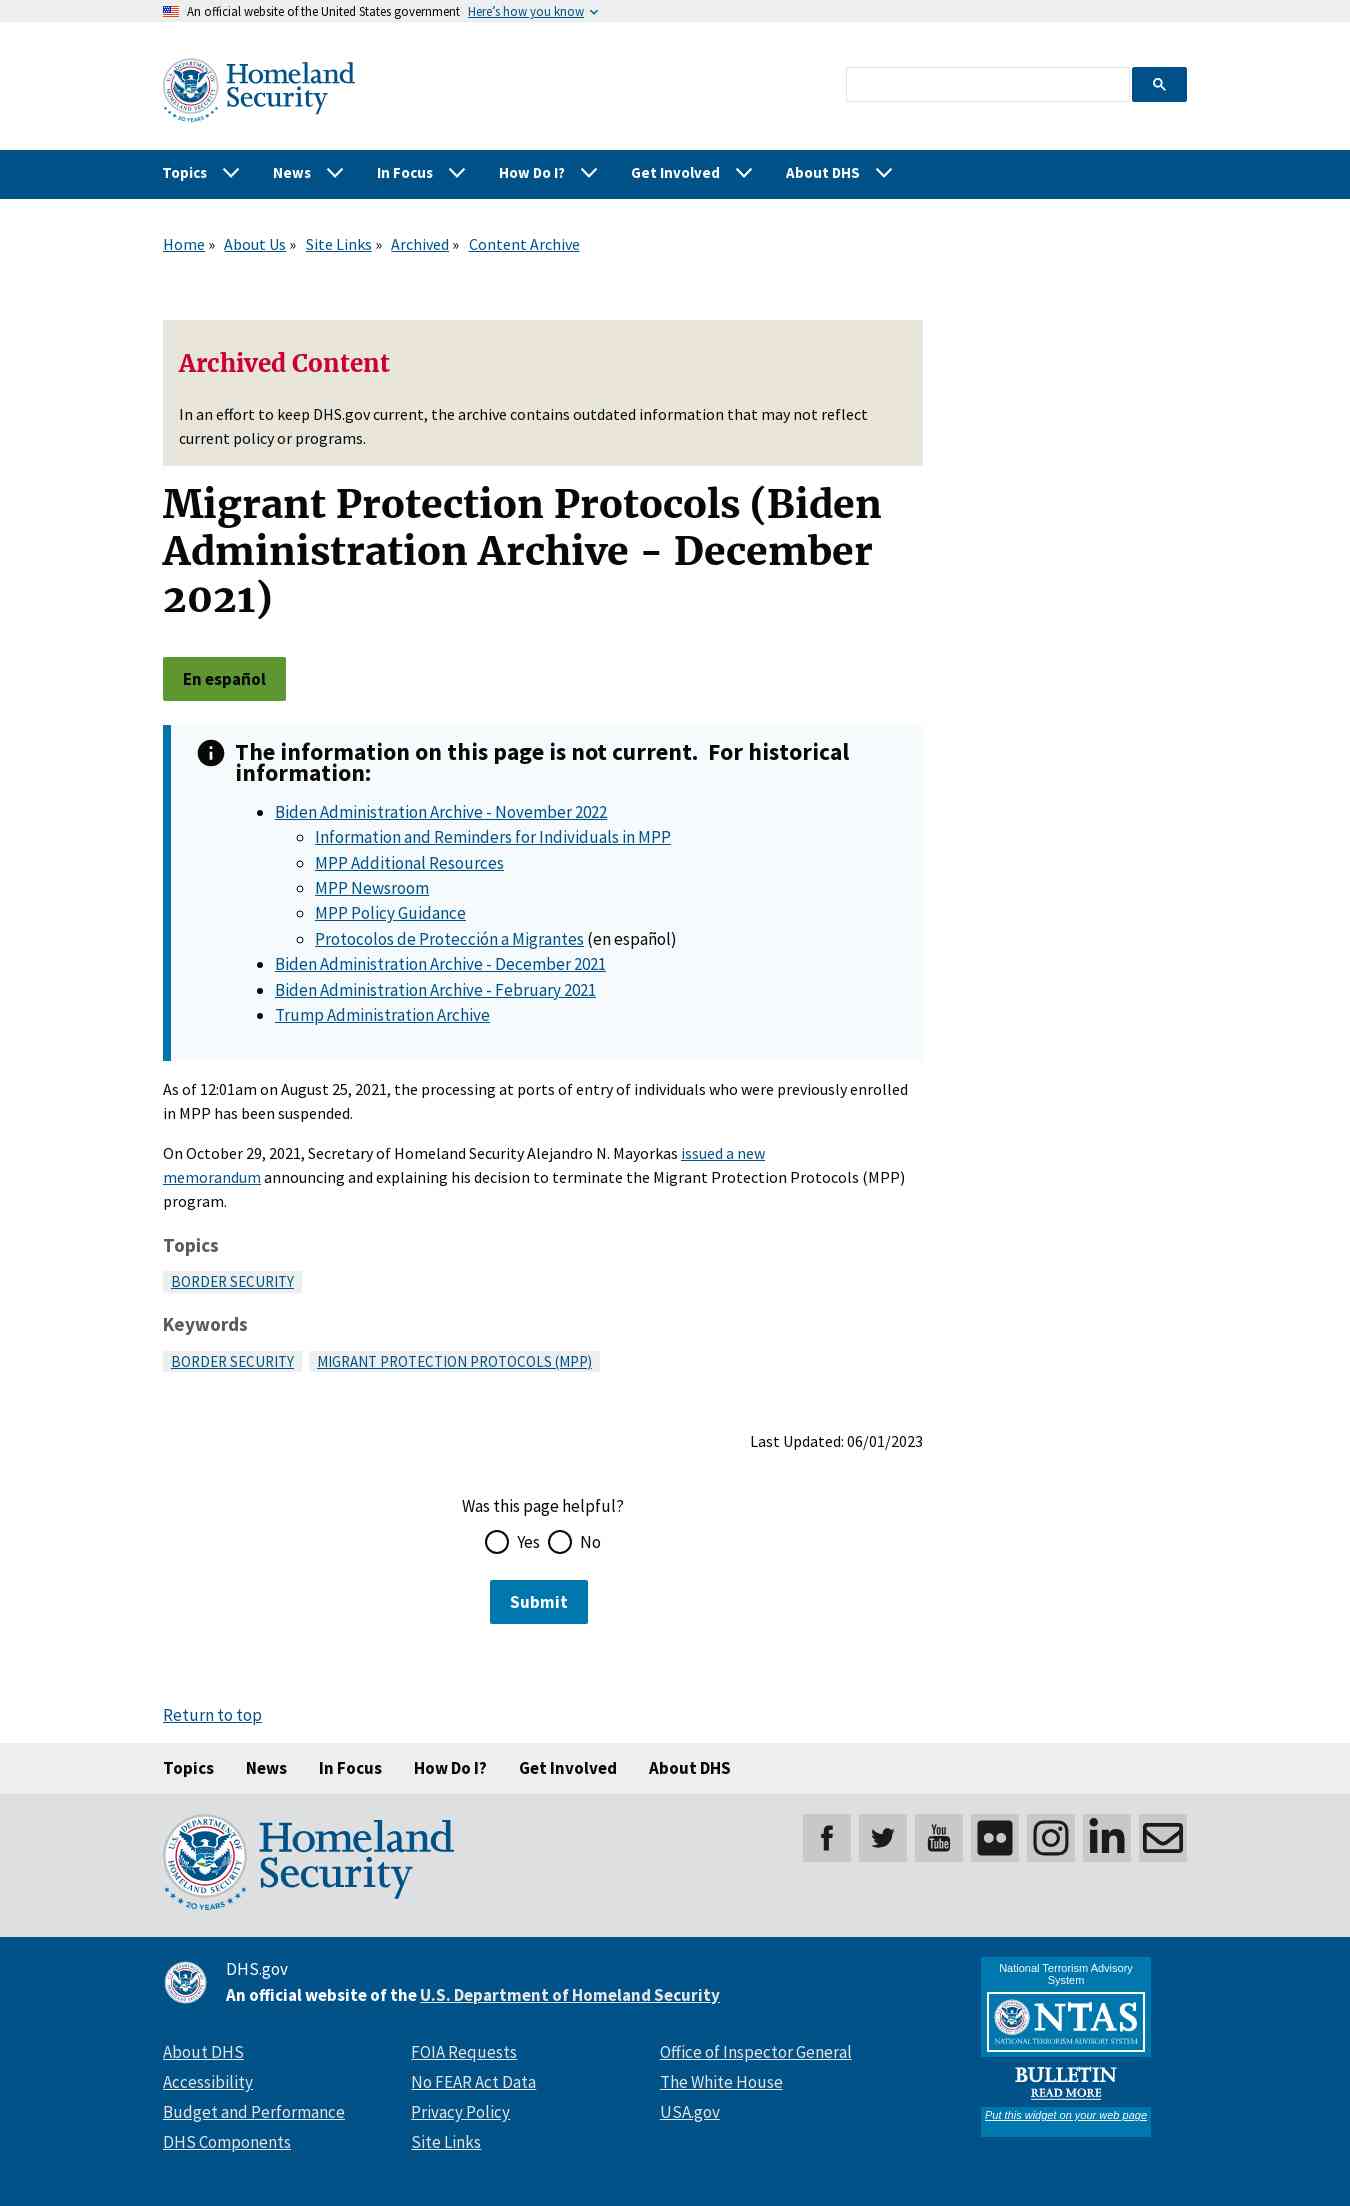 An official website of the United States government Here's how you know
Homeland
Security
Topics News In Focus How Do I? Get Involved About DHS
Home » About Us » Site Links » Archived » Content Archive
Archived Content
In an effort to keep DHS.gov current, the archive contains outdated information that may not reflect
current policy or programs.
Migrant Protection Protocols (Biden
Administration Archive - December
2021)
En español
The information on this page is not current. For historical
information:
Biden Administration Archive - November 2022
Information and Reminders for Individuals in MPP
MPP Additional Resources
MPP Newsroom
MPP Policy Guidance
Protocolos de Protección a Migrantes (en español)
Biden Administration Archive - December 2021
Biden Administration Archive - February 2021
Trump Administration Archive
As of 12:01am on August 25, 2021, the processing at ports of entry of individuals who were previously enrolled
in MPP has been suspended.
On October 29, 2021, Secretary of Homeland Security Alejandro N. Mayorkas issued a new
memorandum announcing and explaining his decision to terminate the Migrant Protection Protocols (MPP)
program.
Topics
BORDER SECURITY
Keywords
BORDER SECURITY MIGRANT PROTECTION PROTOCOLS (MPP)
Last Updated: 06/01/2023
Was this page helpful?
Yes No
Submit
Return to top
Topics News In Focus How Do I? Get Involved About DHS
U.S. DEPARTMENT OF
HOMELAND SECURITY
20 YEARS
Homeland
Security
You
Tube
DHS.gov
An official website of the U.S. Department of Homeland Security
About DHS FOIA Requests Office of Inspector General
Accessibility No FEAR Act Data The White House
Budget and Performance Privacy Policy USA.gov
DHS Components Site Links
National Terrorism Advisory
System
NTAS
NATIONAL TERRORISM ADVISORY SYSTEM
BULLETIN
READ MORE
Put this widget on your web page